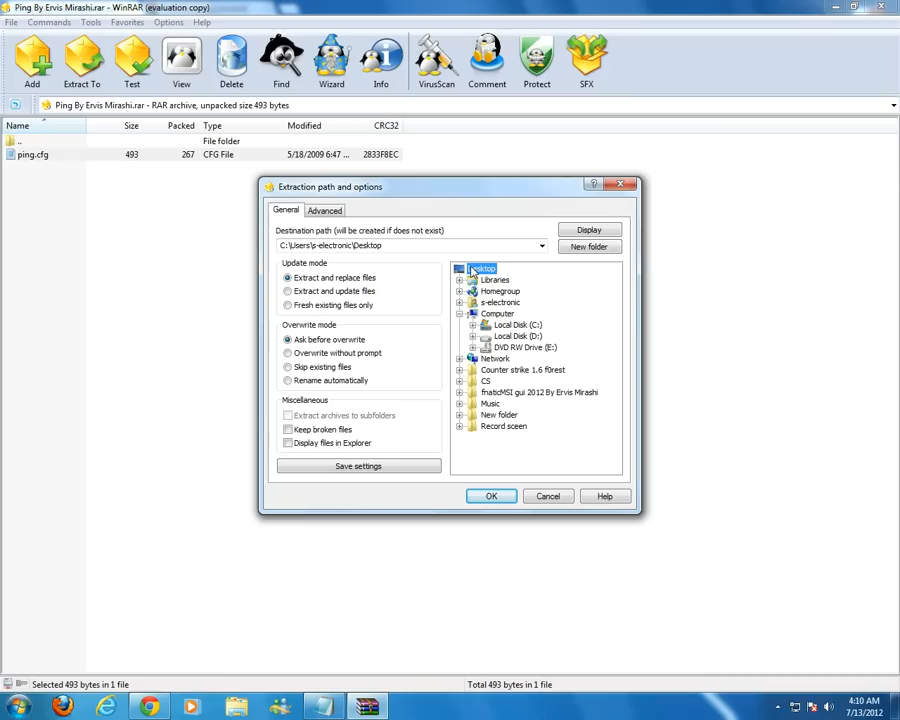 Ping By Ervis Mirashi.rar - WinRAR (evaluation copy)
File Commands Tools Favorites Options Help
Add Extract To Test View Delete Find Wizard Info VirusScan Comment Protect SFX
Ping By Ervis Mirashi.rar - RAR archive, unpacked size 493 bytes
Name Size Packed Type Modified CRC32
.. File folder
ping.cfg 493 267 CFG File 5/18/2009 6:47 ... 2833F8EC
Extraction path and options
General Advanced
Destination path (will be created if does not exist)
Display
C:\Users\s-electronic\Desktop
New folder
Update mode
Extract and replace files
Extract and update files
Fresh existing files only
Overwrite mode
Ask before overwrite
Overwrite without prompt
Skip existing files
Rename automatically
Miscellaneous
Extract archives to subfolders
Keep broken files
Display files in Explorer
Save settings
Desktop
Libraries
Homegroup
s-electronic
Computer
Local Disk (C:)
Local Disk (D:)
DVD RW Drive (E:)
Network
Counter strike 1.6 f0rest
CS
fnaticMSI gui 2012 By Ervis Mirashi
Music
New folder
Record sceen
OK Cancel Help
Selected 493 bytes in 1 file
Total 493 bytes in 1 file
4:10 AM
7/13/2012